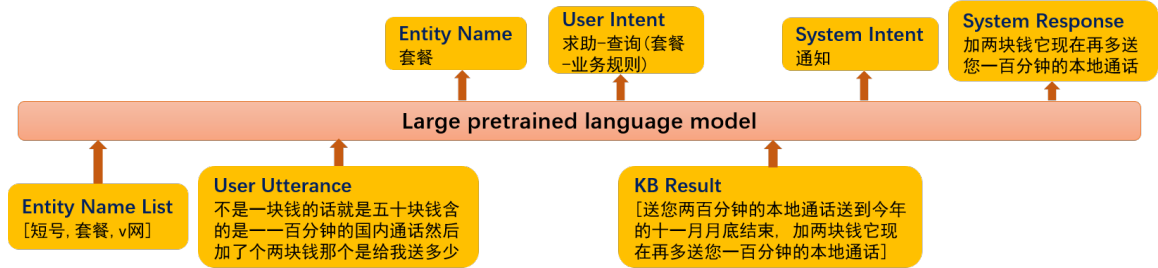 Entity Name
套餐
User Intent
求助-查询(套餐
-业务规则)
System Intent
通知
System Response
加两块钱它现在再多送
您一百分钟的本地通话
Large pretrained language model
Entity Name List
[短号,套餐,v网]
User Utterance
不是一块钱的话就是五十块钱含
的是一一百分钟的国内通话然后
加了个两块钱那个是给我送多少
KB Result
[送您两百分钟的本地通话送到今年
的十一月月底结束, 加两块钱它现
在再多送您一百分钟的本地通话]